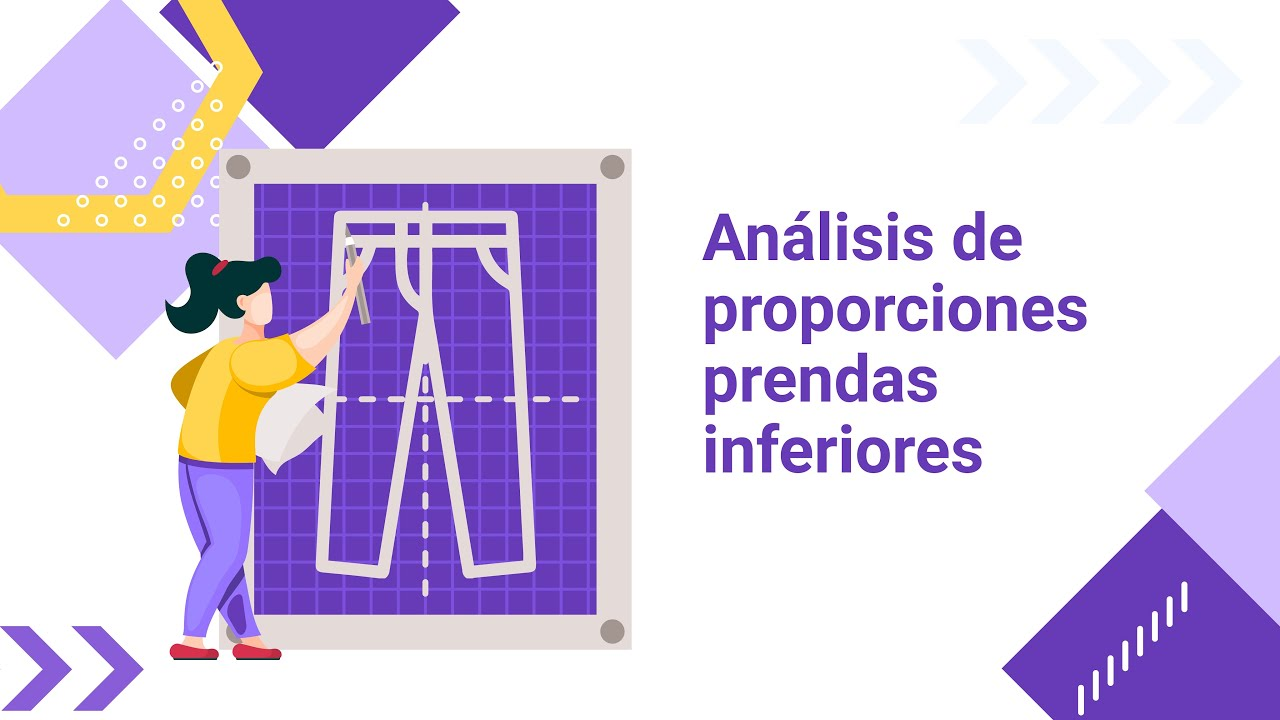 Análisis de
proporciones
prendas
inferiores